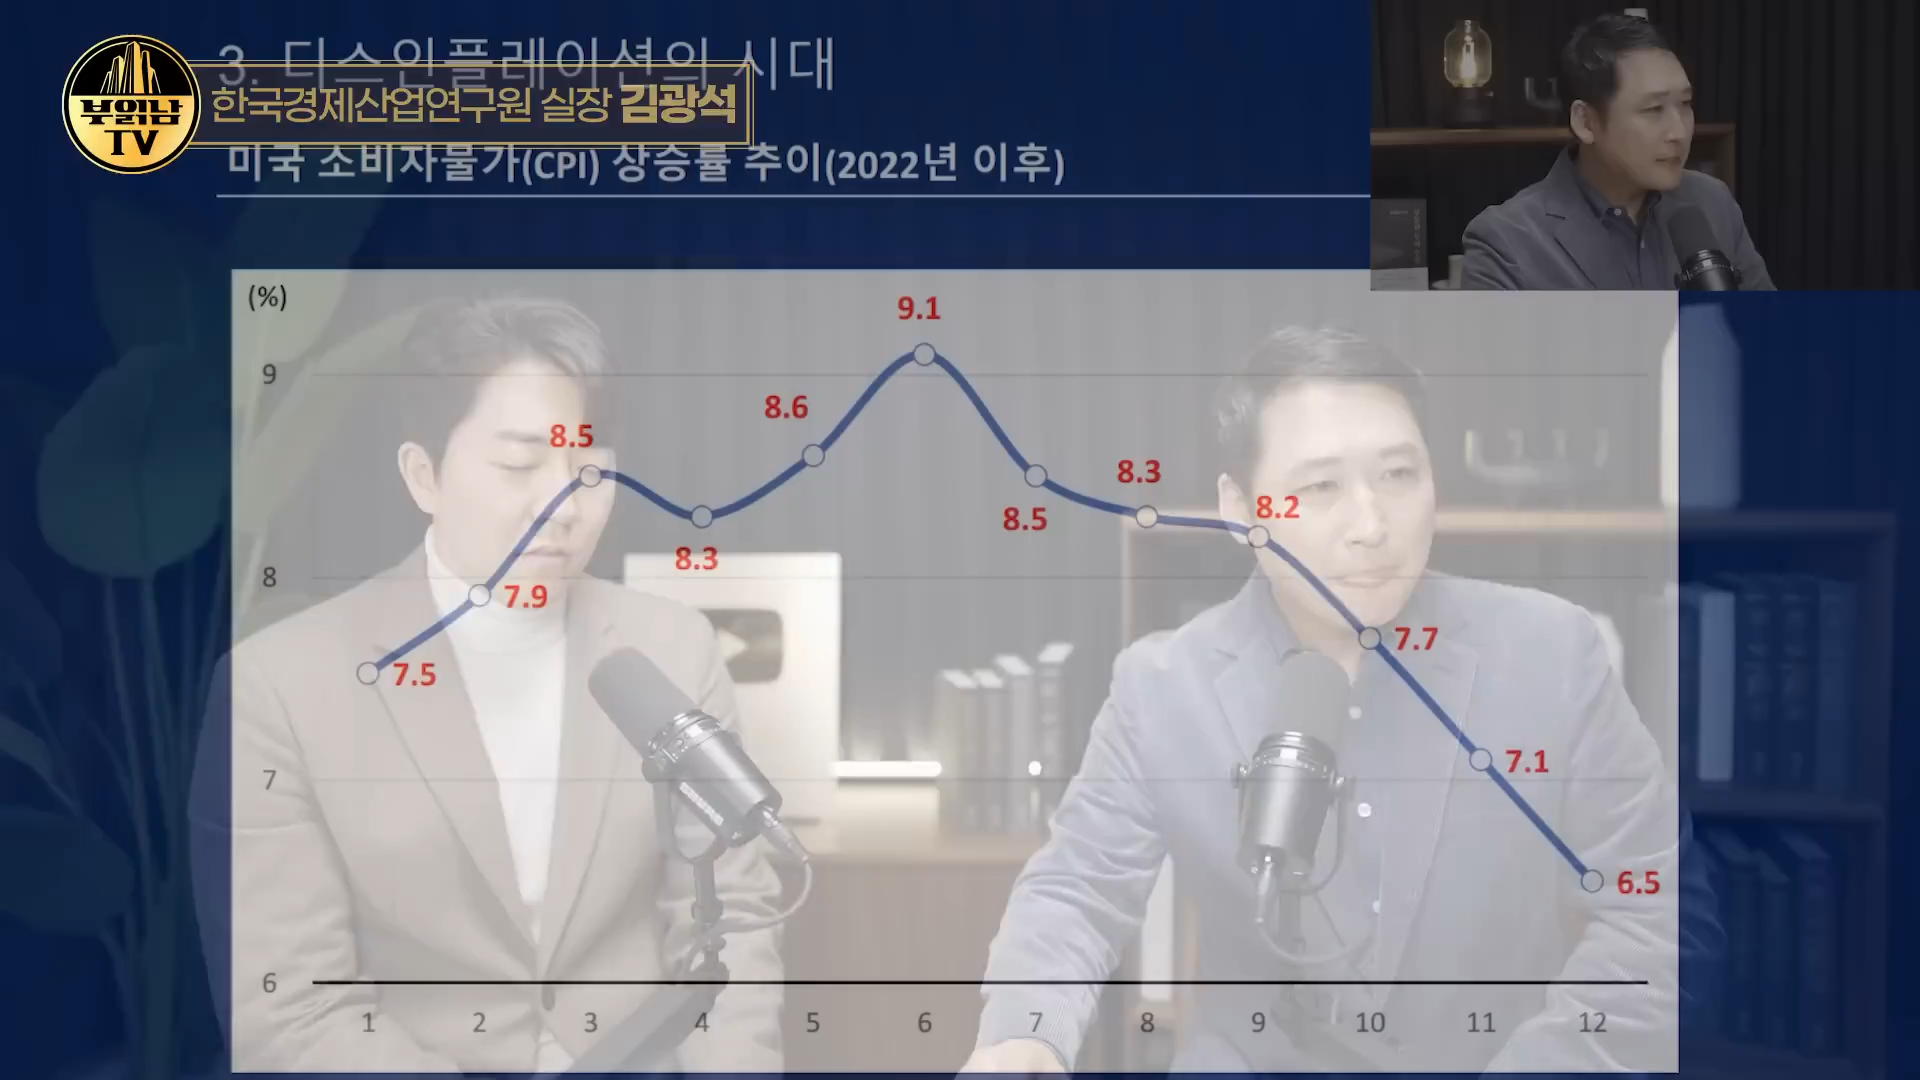 3. 디스인플레이션의 시대
부읽남
TV
한국경제산업연구원 실장 김광석
미국 소비자물가(CPI) 상승률 추이(2022년 이후)
(%)
9.1
9
8.6
8.5
8.3
8.2
8.5
8.3
8
7.9
7.7
7.5
7.1
7
6.5
6
1 2 3 4 5 6 7 8 9 10 11 12